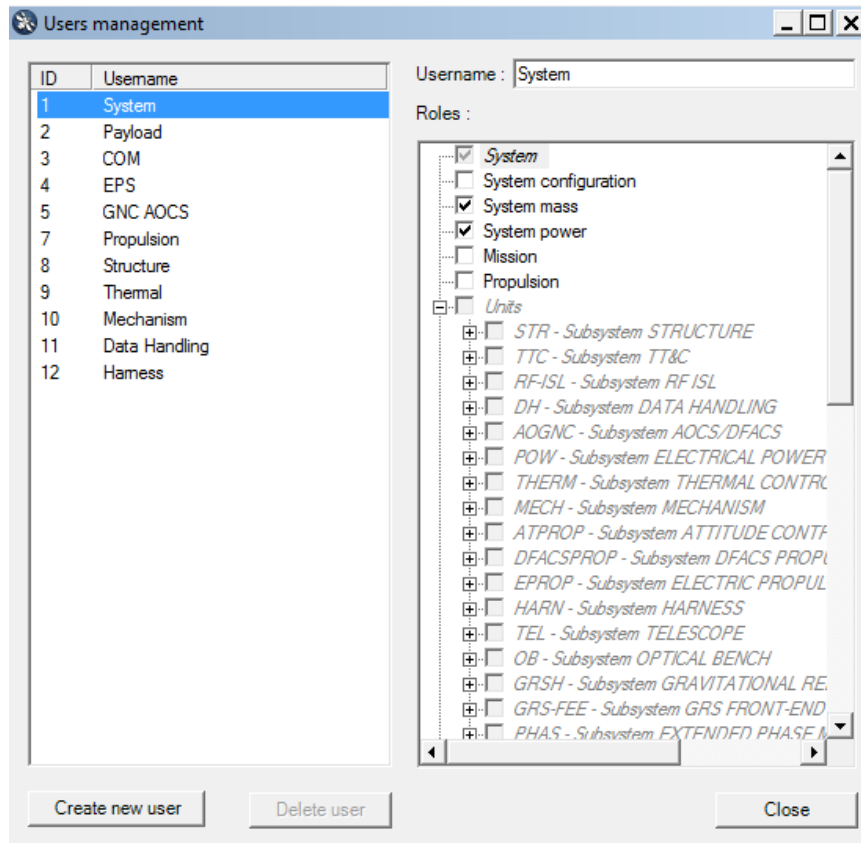 Users management
ID Username
1 System
2 Payload
3 COM
4 EPS
5 GNC AOCS
7 Propulsion
8 Structure
9 Thermal
10 Mechanism
11 Data Handling
12 Harness
Create new user
Delete user
Username : System
Roles :
System
System configuration
System mass
System power
Mission
Propulsion
Units
STR - Subsystem STRUCTURE
TTC - Subsystem TT&C
RF-ISL - Subsystem RF ISL
DH - Subsystem DATA HANDLING
AOGNC - Subsystem AOCS/DFACS
POW - Subsystem ELECTRICAL POWER
THERM - Subsystem THERMAL CONTRO
MECH - Subsystem MECHANISM
ATPROP - Subsystem ATTITUDE CONTR
DFACSPROP - Subsystem DFACS PROPU
EPROP - Subsystem ELECTRIC PROPUL
HARN - Subsystem HARNESS
TEL - Subsystem TELESCOPE
OB - Subsystem OPTICAL BENCH
GRSH - Subsystem GRAVITATIONAL RE
GRS-FEE - Subsystem GRS FRONT-END
PHAS - Subsystem EXTENDED PHASE M
Close